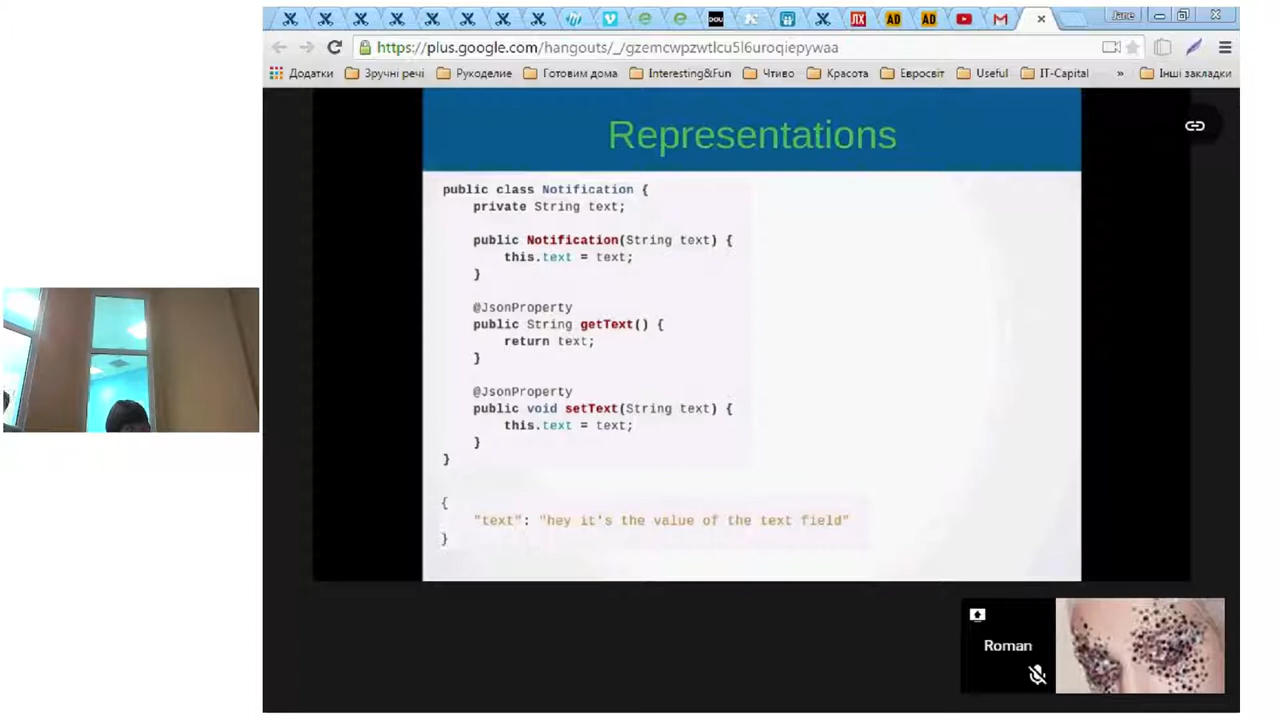 Jane
https://plus.google.com/hangouts/_/gzemcwpzwtlcu5l6uroqiepywaa
Додатки Зручні речі Рукоделие Готовим дома Interesting&Fun Чтиво Красота Евросвіт Useful IT-Capital » Інші закладки
Representations
public class Notification {
private String text;
public Notification(String text) {
this.text = text;
}
@JsonProperty
public String getText() {
return text;
}
@JsonProperty
public void setText(String text) {
this.text = text;
}
}
{
"text": "hey it's the value of the text field"
}
Roman